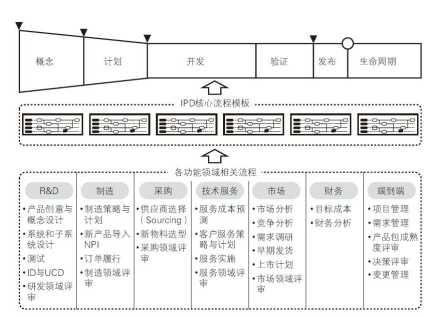 概念
计划
开发
验证
发布
生命周期
IPD核心流程模板
各功能领域相关流程
R&D
•产品创意与
概念设计
•系统和子系
统设计
•测试
•ID与UCD
•研发领域评
审
制造
•制造策略与
计划
•新产品导入
NPI
•订单履行
•制造领域评
审
采购
•供应商选择
(Sourcing)
•新物料选型
•采购领域评
审
技术服务
•服务成本预
测
•客户服务策
略与计划
•服务实施
•服务领域评
审
市场
•市场分析
•竞争分析
•需求调研
•早期发货
•上市计划
•市场领域评
审
财务
•目标成本
•财务分析
端到端
•项目管理
•需求管理
•产品包成熟
度评审
•决策评审
•变更管理